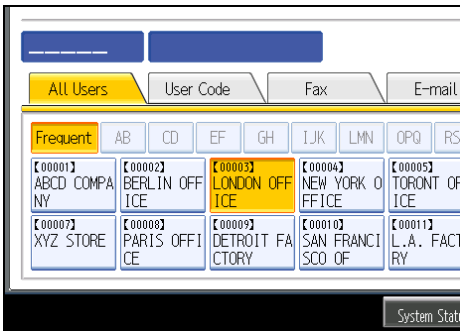 _ _ _ _ _
All Users User Code Fax E-mail
Frequent AB CD EF GH IJK LMN OPQ RS
【00001】 【00002】 【00003】 【00004】 【00005】
ABCD COMPA BERLIN OFF LONDON OFF NEW YORK O TORONT OF
NY ICE ICE FFICE ICE
【00007】 【00008】 【00009】 【00010】 【00011】
XYZ STORE PARIS OFFI DETROIT FA SAN FRANCI L.A. FACT
CE CTORY SCO OF RY
System Stat